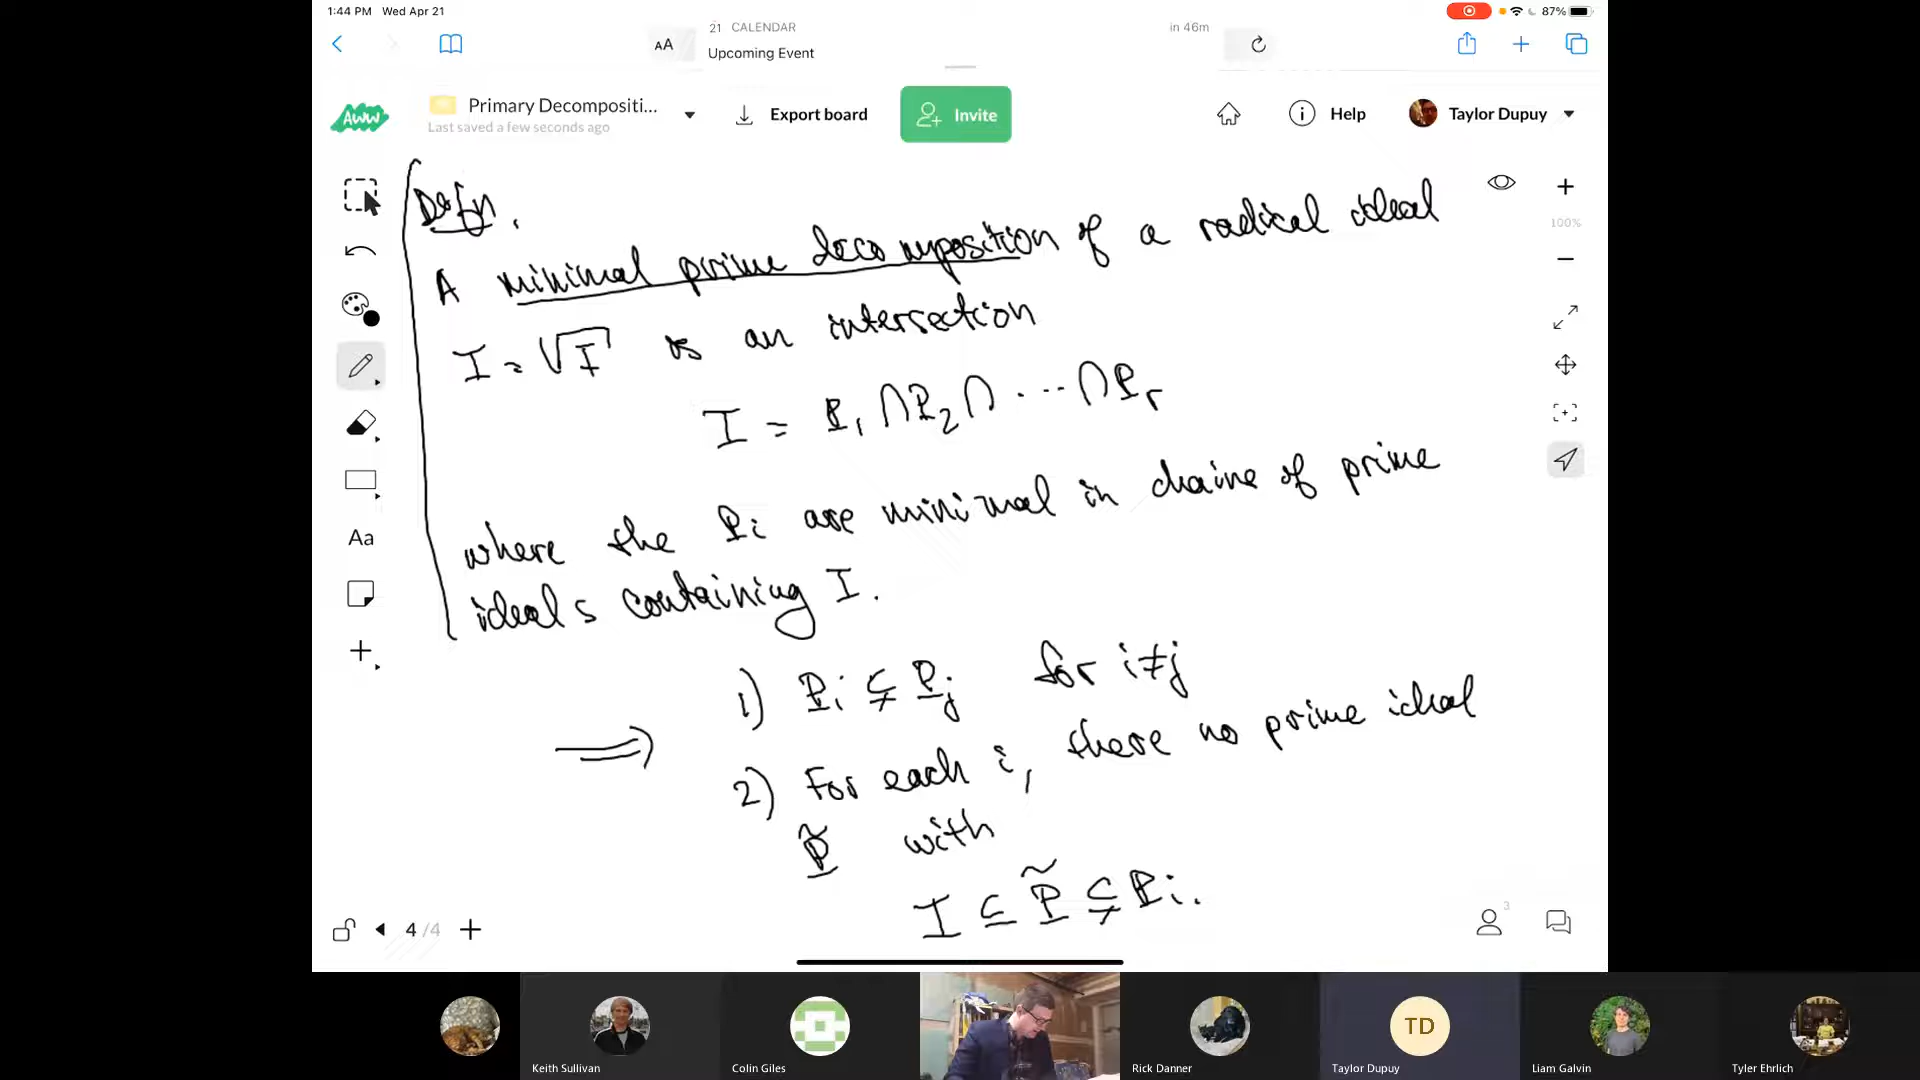 1:44 PM Wed Apr 21
87%
21 CALENDAR
in 46m
Upcoming Event
AA
AWW
Primary Decompositi...
Last saved a few seconds ago
Export board
Invite
Help
Taylor Dupuy
Defn.
A minimal prime decomposition of a radical ideal
I = √I is an intersection
I = P₁ ∩ P₂ ∩ ... ∩ Pᵣ
where the Pi are minimal in chains of prime
ideals containing I.
⟹
1) Pi ⊊ Pj for i≠j
2) For each i, there no prime ideal
P̃ with
I ⊆ P̃ ⊊ Pi.
100%
Aa
4 /4
3
Keith Sullivan
Colin Giles
Rick Danner
TD
Taylor Dupuy
Liam Galvin
Tyler Ehrlich